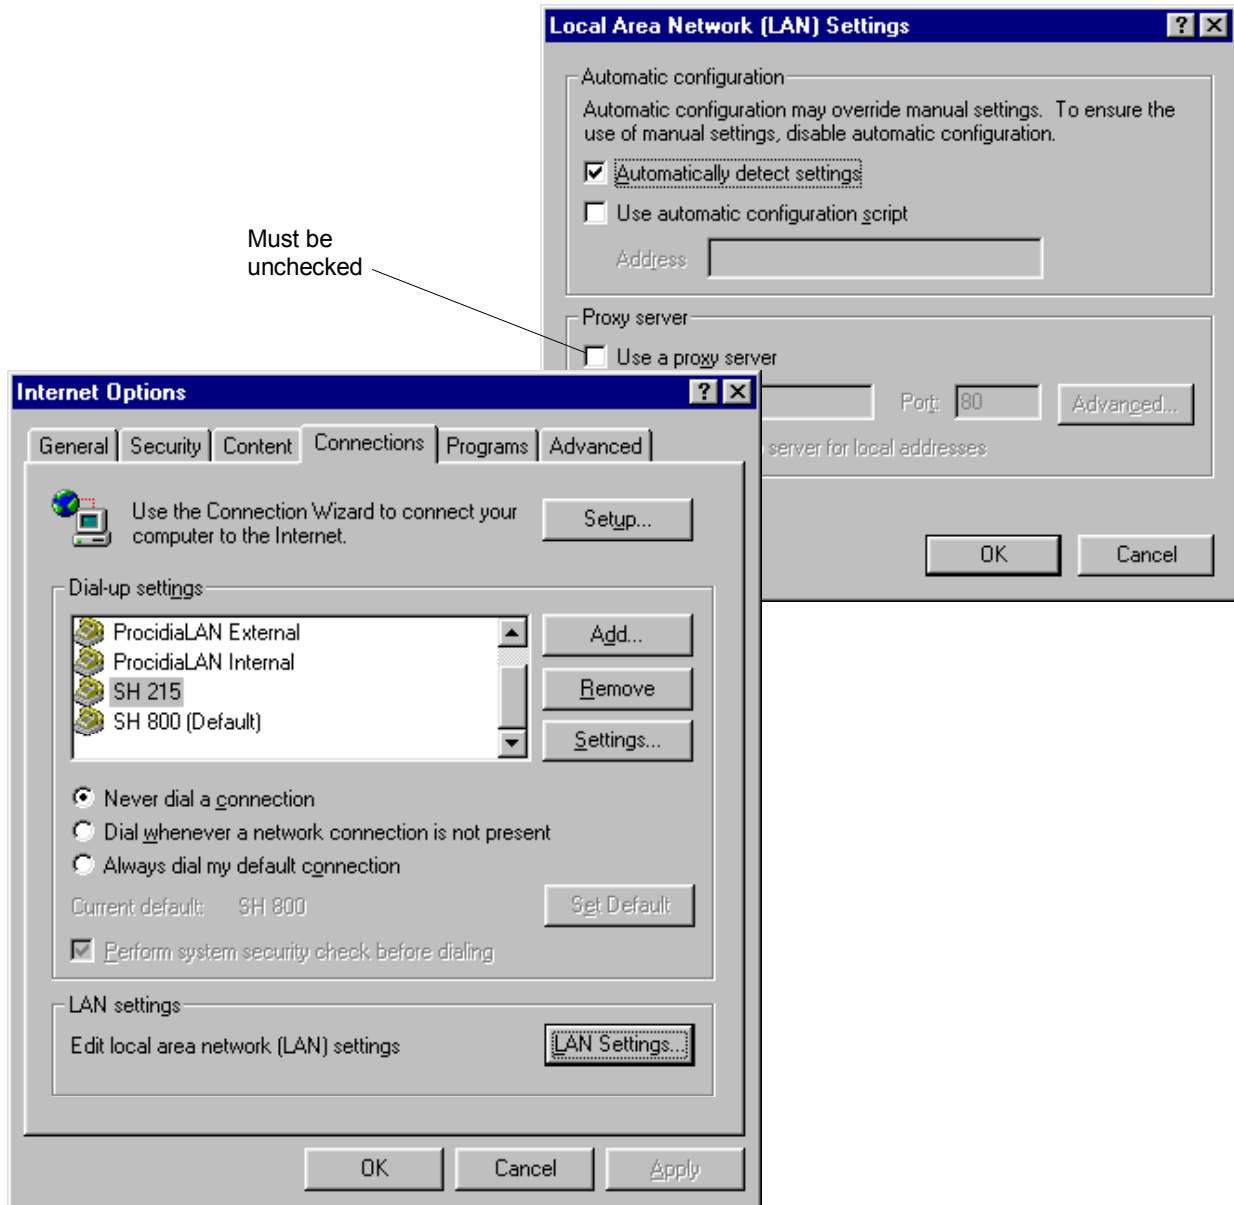 Local Area Network (LAN) Settings
Automatic configuration
Automatic configuration may override manual settings. To ensure the
use of manual settings, disable automatic configuration.
Automatically detect settings
Use automatic configuration script
Address
Must be
unchecked
Proxy server
Use a proxy server
Port: 80 Advanced...
server for local addresses
OK Cancel
Internet Options
General Security Content Connections Programs Advanced
Use the Connection Wizard to connect your
computer to the Internet.
Setup...
Dial-up settings
ProcidiaLAN External
ProcidiaLAN Internal
SH 215
SH 800 (Default)
Add...
Remove
Settings...
Never dial a connection
Dial whenever a network connection is not present
Always dial my default connection
Current default: SH 800 Set Default
Perform system security check before dialing
LAN settings
Edit local area network (LAN) settings LAN Settings...
OK Cancel Apply